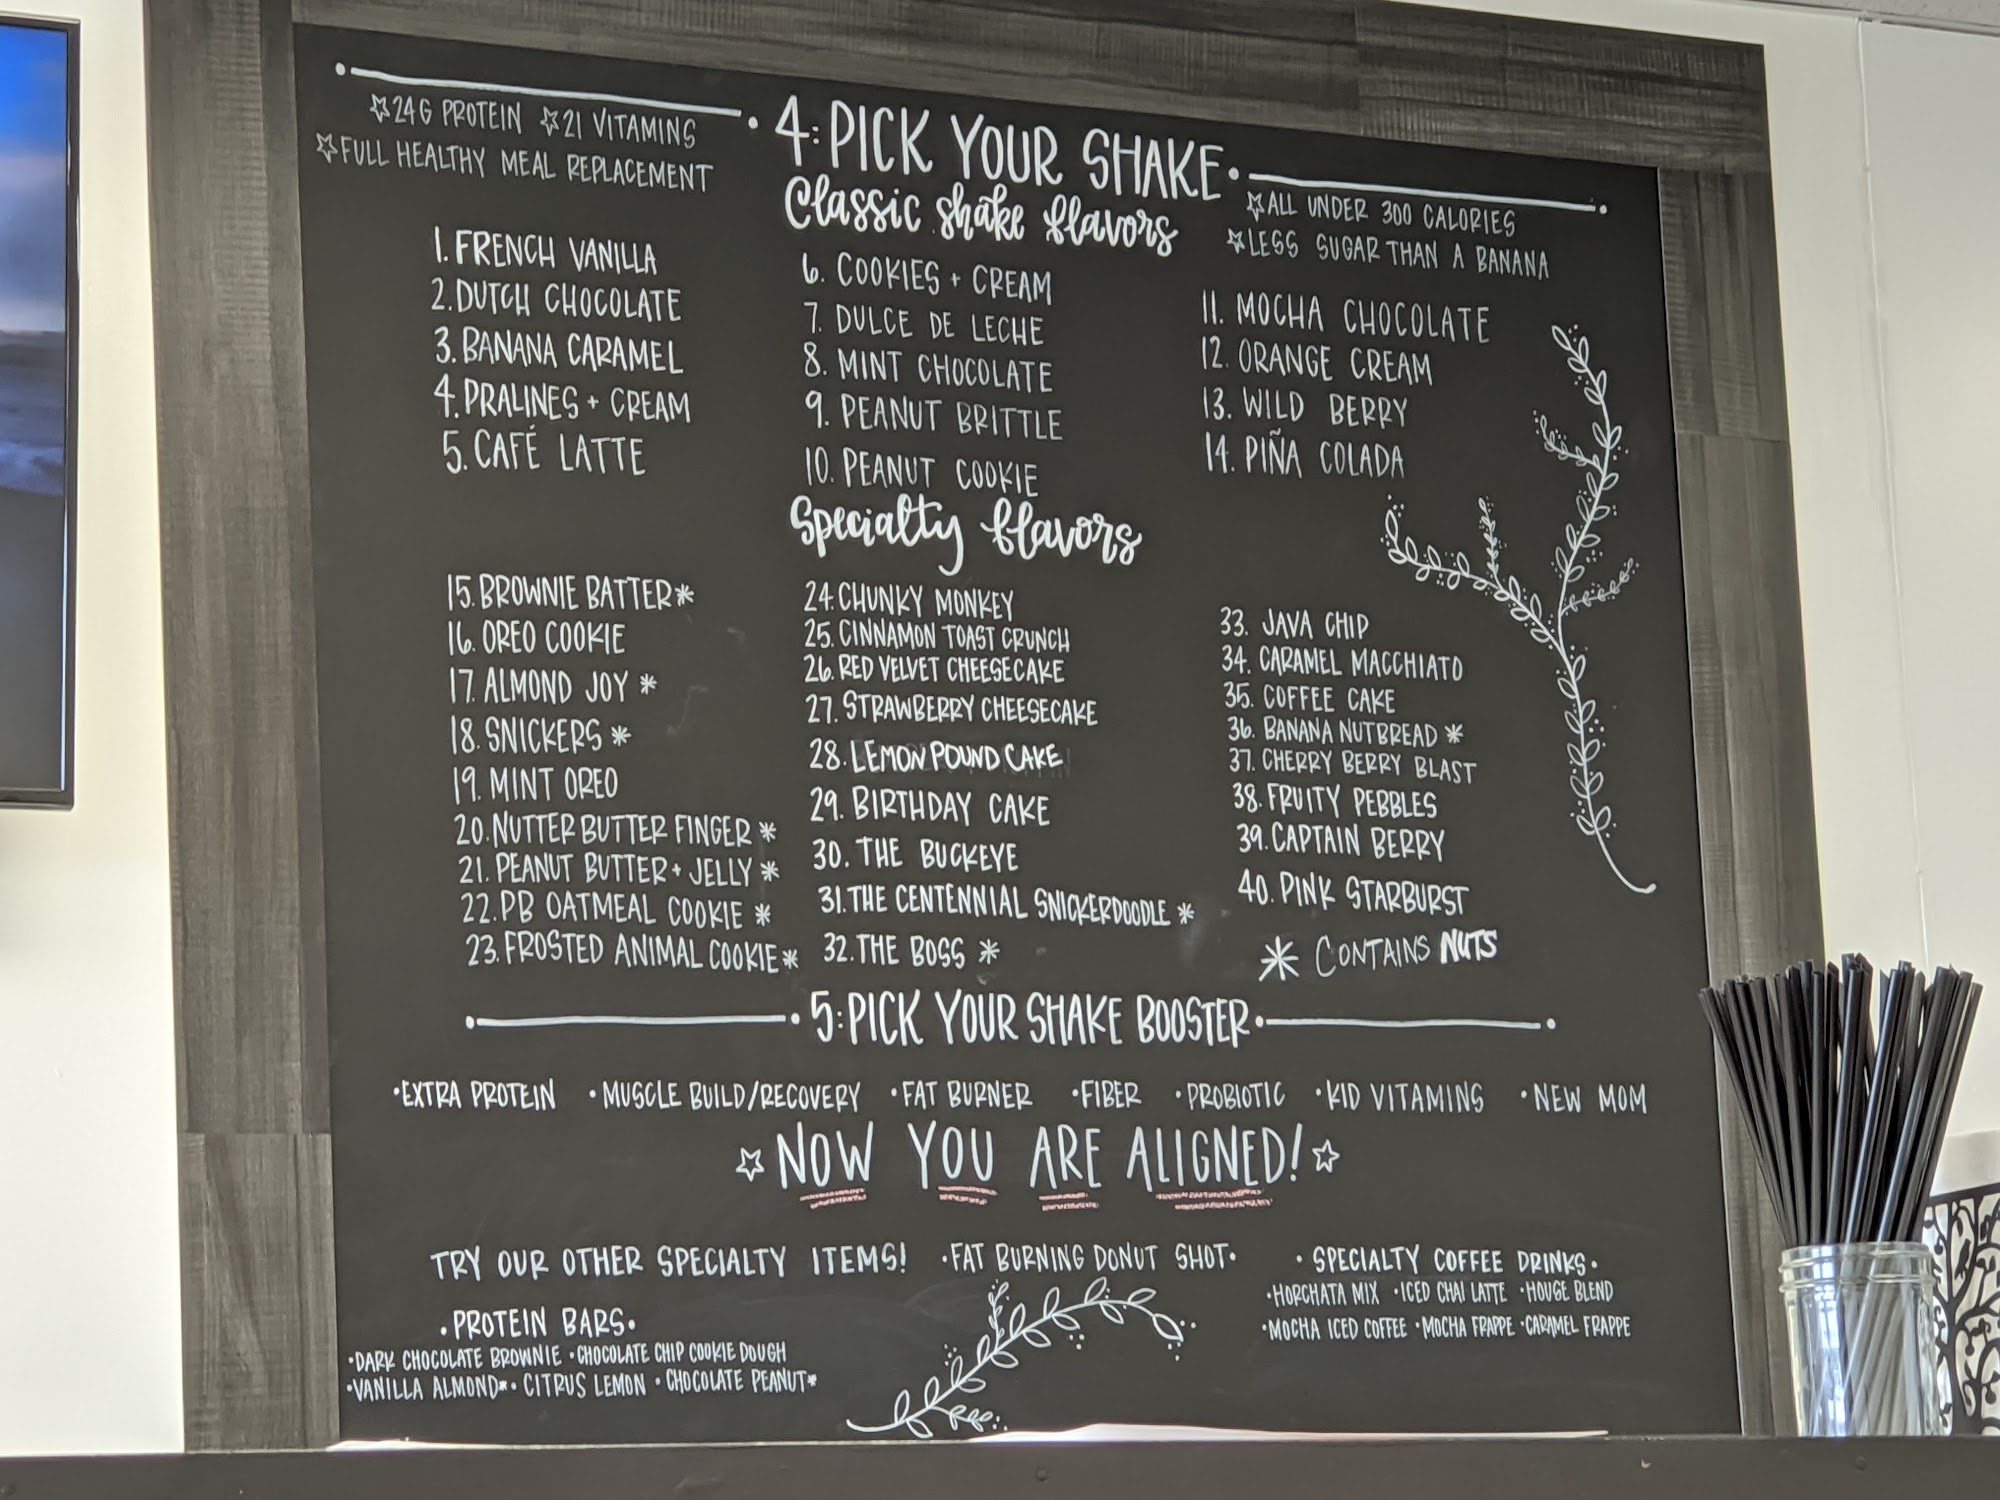 ☆24G PROTEIN ☆21 VITAMINS
☆FULL HEALTHY MEAL REPLACEMENT
4: PICK YOUR SHAKE
Classic shake flavors
☆ALL UNDER 300 CALORIES
☆LESS SUGAR THAN A BANANA
1. FRENCH VANILLA
2. DUTCH CHOCOLATE
3. BANANA CARAMEL
4. PRALINES + CREAM
5. CAFÉ LATTE
6. COOKIES + CREAM
7. DULCE DE LECHE
8. MINT CHOCOLATE
9. PEANUT BRITTLE
10. PEANUT COOKIE
11. MOCHA CHOCOLATE
12. ORANGE CREAM
13. WILD BERRY
14. PIÑA COLADA
Specialty flavors
15. BROWNIE BATTER*
16. OREO COOKIE
17. ALMOND JOY *
18. SNICKERS *
19. MINT OREO
20. NUTTER BUTTER FINGER *
21. PEANUT BUTTER + JELLY *
22. PB OATMEAL COOKIE *
23. FROSTED ANIMAL COOKIE*
24. CHUNKY MONKEY
25. CINNAMON TOAST CRUNCH
26. RED VELVET CHEESECAKE
27. STRAWBERRY CHEESECAKE
28. LEMON POUND CAKE
29. BIRTHDAY CAKE
30. THE BUCKEYE
31. THE CENTENNIAL SNICKERDOODLE *
32. THE BOSS *
33. JAVA CHIP
34. CARAMEL MACCHIATO
35. COFFEE CAKE
36. BANANA NUTBREAD *
37. CHERRY BERRY BLAST
38. FRUITY PEBBLES
39. CAPTAIN BERRY
40. PINK STARBURST
* CONTAINS NUTS
5: PICK YOUR SHAKE BOOSTER
•EXTRA PROTEIN •MUSCLE BUILD/RECOVERY •FAT BURNER •FIBER •PROBIOTIC •KID VITAMINS •NEW MOM
☆NOW YOU ARE ALIGNED!☆
TRY OUR OTHER SPECIALTY ITEMS! •FAT BURNING DONUT SHOT•
•PROTEIN BARS•
•DARK CHOCOLATE BROWNIE •CHOCOLATE CHIP COOKIE DOUGH
•VANILLA ALMOND* •CITRUS LEMON •CHOCOLATE PEANUT*
•SPECIALTY COFFEE DRINKS•
•HORCHATA MIX •ICED CHAI LATTE •HOUSE BLEND
•MOCHA ICED COFFEE •MOCHA FRAPPE •CARAMEL FRAPPE